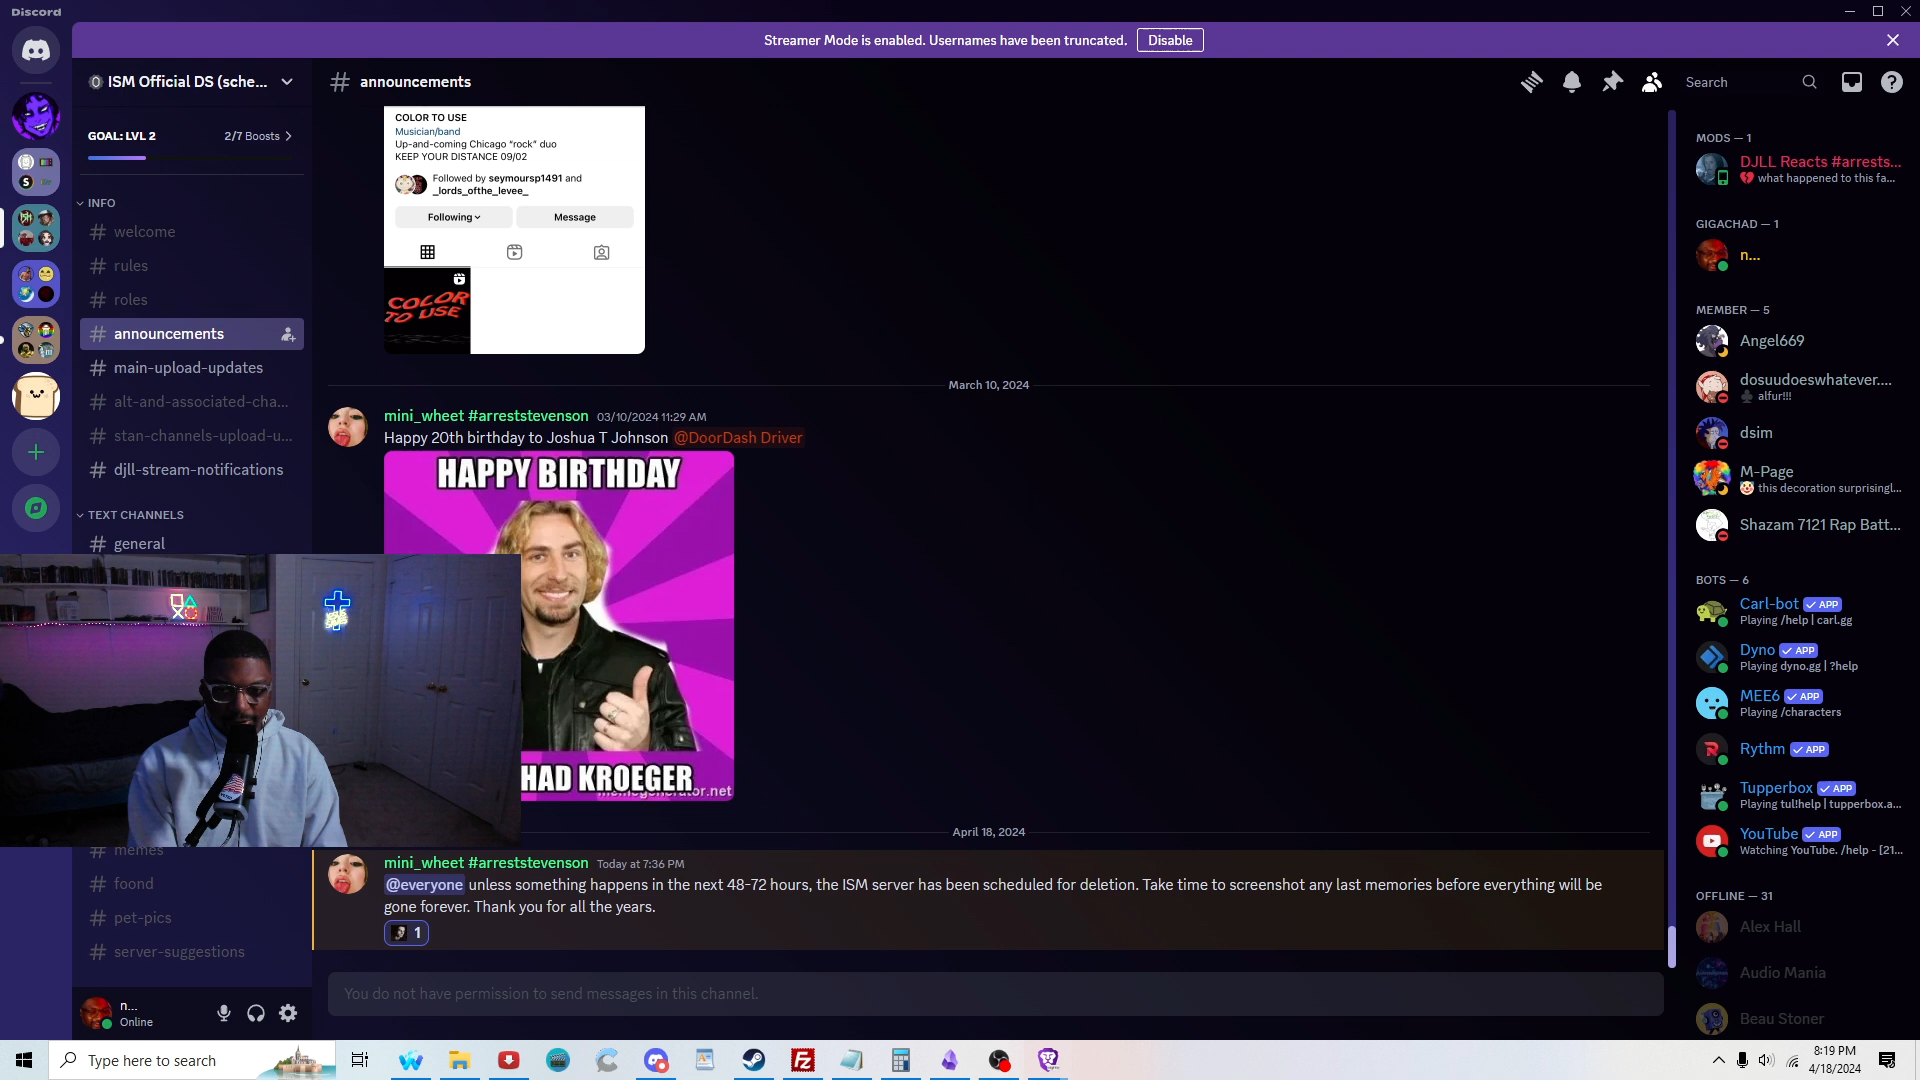 Discord
Streamer Mode is enabled. Usernames have been truncated.
Disable
ISM Official DS (sche...
announcements
Search
GOAL: LVL 2
2/7 Boosts
INFO
welcome
rules
roles
announcements
main-upload-updates
alt-and-associated-cha...
stan-channels-upload-u...
djll-stream-notifications
TEXT CHANNELS
general
memes
foond
pet-pics
server-suggestions
n...
Online
COLOR TO USE
Musician/band
Up-and-coming Chicago “rock” duo
KEEP YOUR DISTANCE 09/02
Followed by seymoursp1491 and
_lords_ofthe_levee_
Following
Message
COLOR
TO USE
March 10, 2024
mini_wheet #arreststevenson 03/10/2024 11:29 AM
Happy 20th birthday to Joshua T Johnson @DoorDash Driver
HAPPY BIRTHDAY
HAD KROEGER
memegenerator.net
April 18, 2024
mini_wheet #arreststevenson Today at 7:36 PM
@everyone unless something happens in the next 48-72 hours, the ISM server has been scheduled for deletion. Take time to screenshot any last memories before everything will be
gone forever. Thank you for all the years.
1
You do not have permission to send messages in this channel.
MODS — 1
DJLL Reacts #arrests...
what happened to this fa...
GIGACHAD — 1
n...
MEMBER — 5
Angel669
dosuudoeswhatever....
alfur!!!
dsim
M-Page
this decoration surprisingl...
Shazam 7121 Rap Batt...
BOTS — 6
Carl-bot APP
Playing /help | carl.gg
Dyno APP
Playing dyno.gg | ?help
MEE6 APP
Playing /characters
Rythm APP
Tupperbox APP
Playing tul!help | tupperbox.a...
YouTube APP
Watching YouTube. /help - [21...
OFFLINE — 31
Alex Hall
Audio Mania
Beau Stoner
Type here to search
8:19 PM
4/18/2024